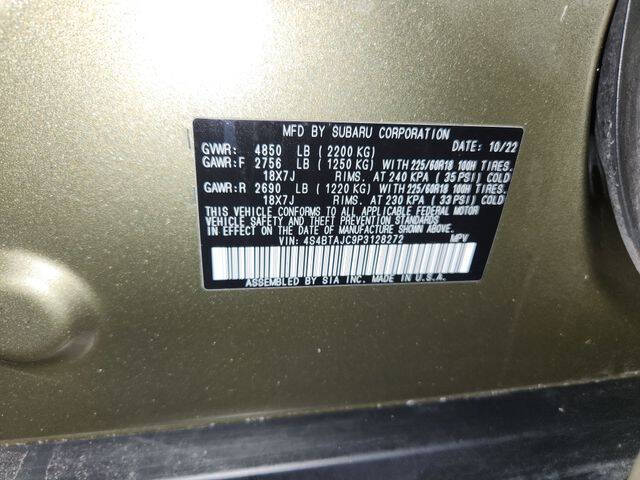 MFD BY SUBARU CORPORATION
GVWR: 4850 LB (2200 KG) DATE: 10/22
GAWR:F 2756 LB (1250 KG) WITH 225/60R18 100H TIRES,
18X7J RIMS, AT 240 KPA (35 PSI) COLD
GAWR:R 2690 LB (1220 KG) WITH 225/60R18 100H TIRES,
18X7J RIMS, AT 230 KPA (33 PSI) COLD
THIS VEHICLE CONFORMS TO ALL APPLICABLE FEDERAL MOTOR
VEHICLE SAFETY AND THEFT PREVENTION STANDARDS
IN EFFECT ON THE DATE OF MANUFACTURE SHOWN ABOVE.
VIN: 4S4BTAJC9P3128272 MPV
ASSEMBLED BY SIA INC. MADE IN U.S.A.